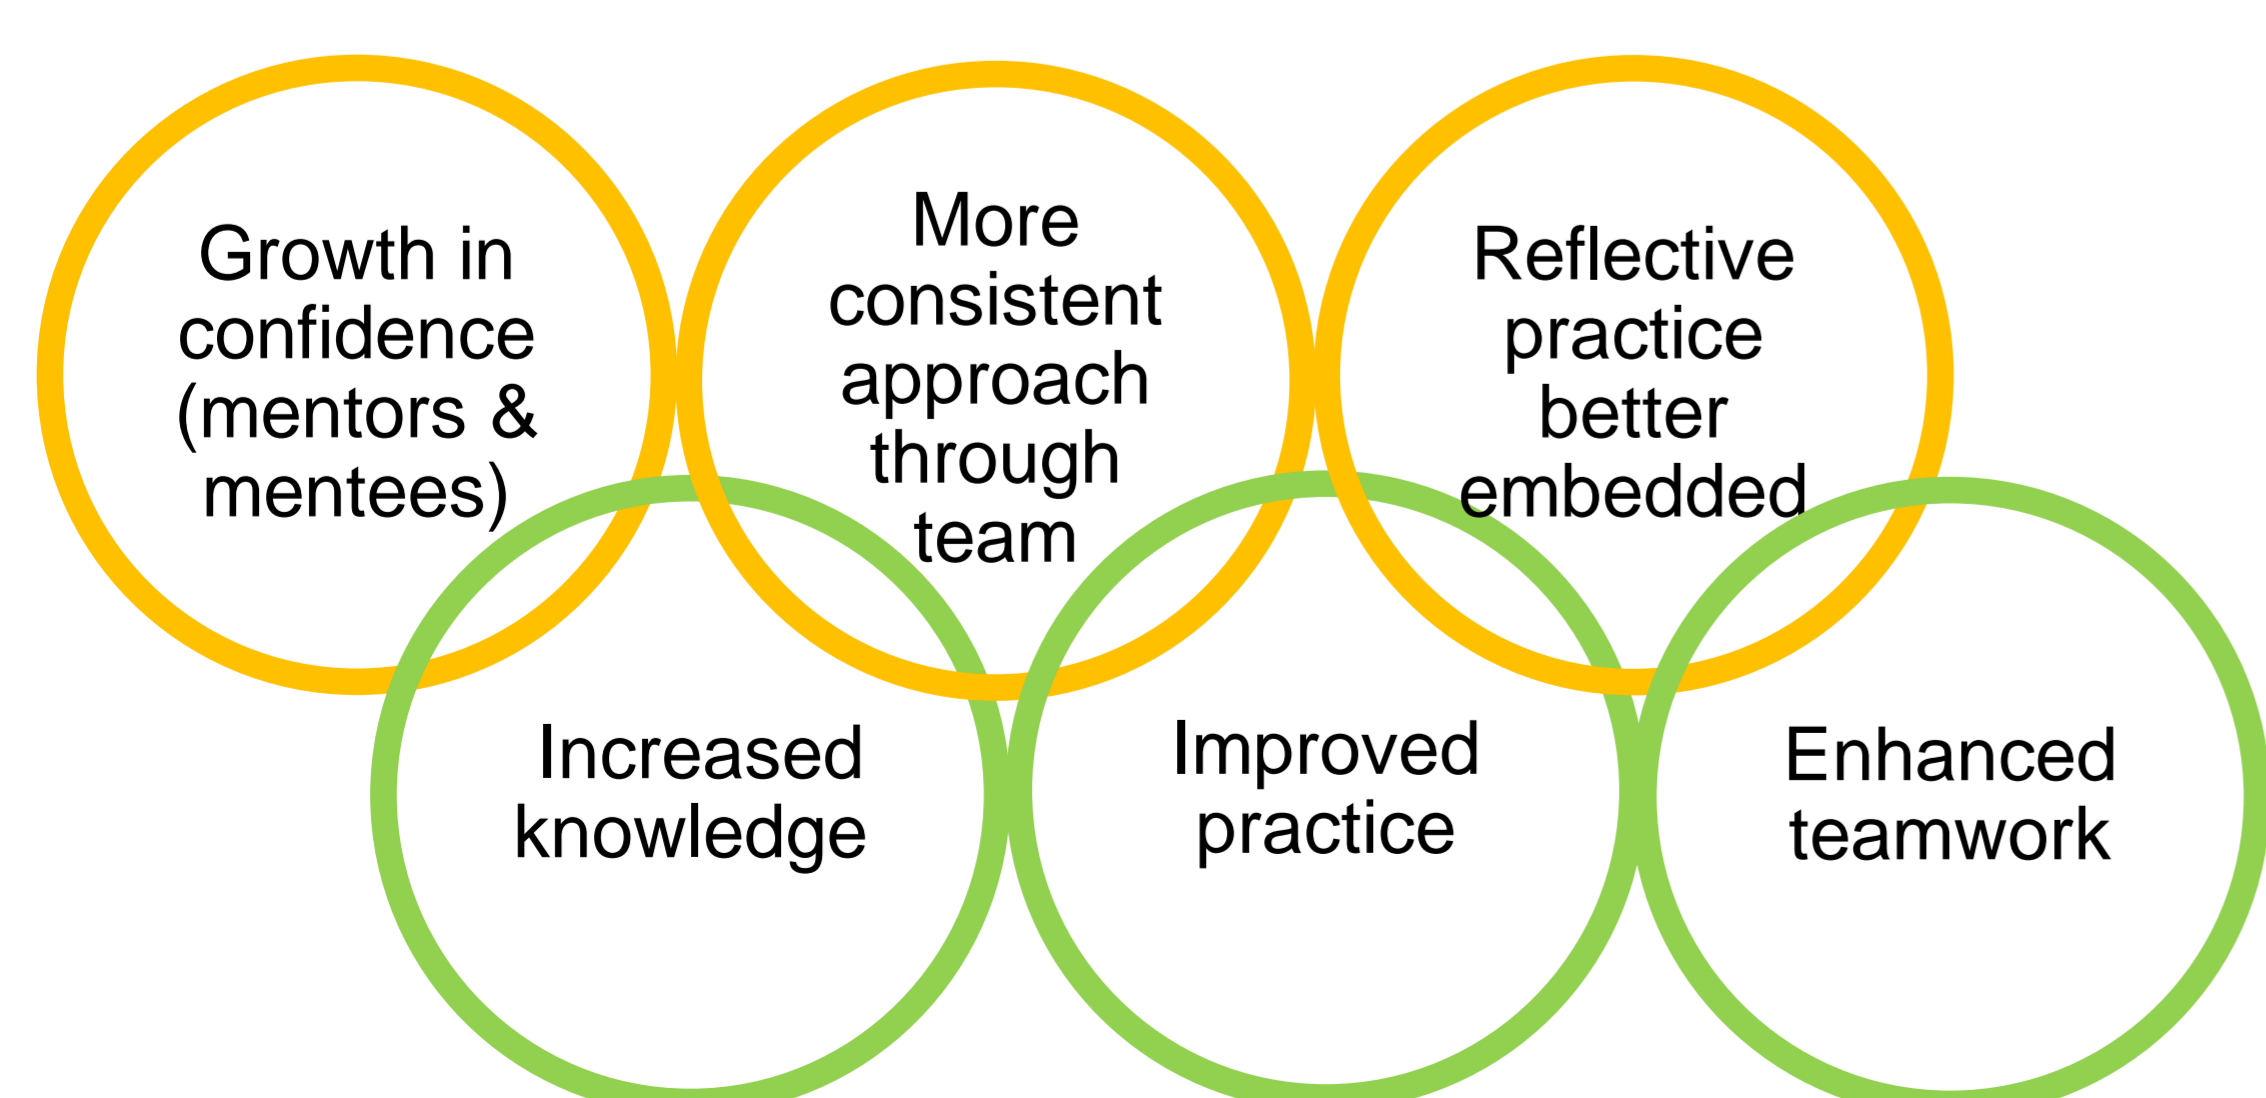 Growth in
confidence
(mentors &
mentees)
More
consistent
approach
through
team
Reflective
practice
better
embedded
Increased
knowledge
Improved
practice
Enhanced
teamwork